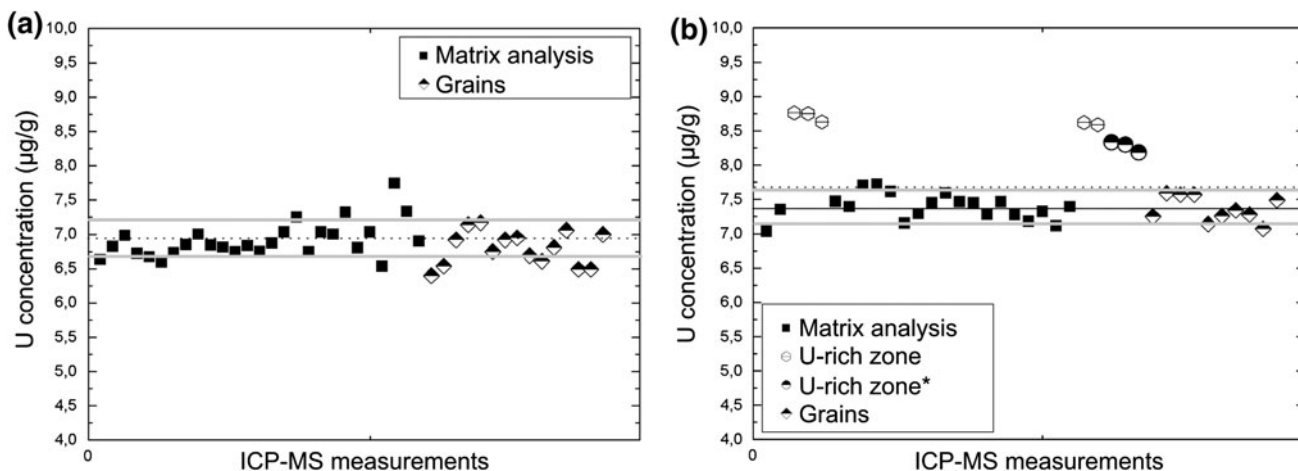 (a)
10,0
9,5
9,0
8,5
8,0
7,5
7,0
6,5
6,0
5,5
5,0
4,5
4,0
U concentration (µg/g)
Matrix analysis
Grains
0
ICP-MS measurements
(b)
10,0
9,5
9,0
8,5
8,0
7,5
7,0
6,5
6,0
5,5
5,0
4,5
4,0
U concentration (µg/g)
Matrix analysis
U-rich zone
U-rich zone*
Grains
0
ICP-MS measurements